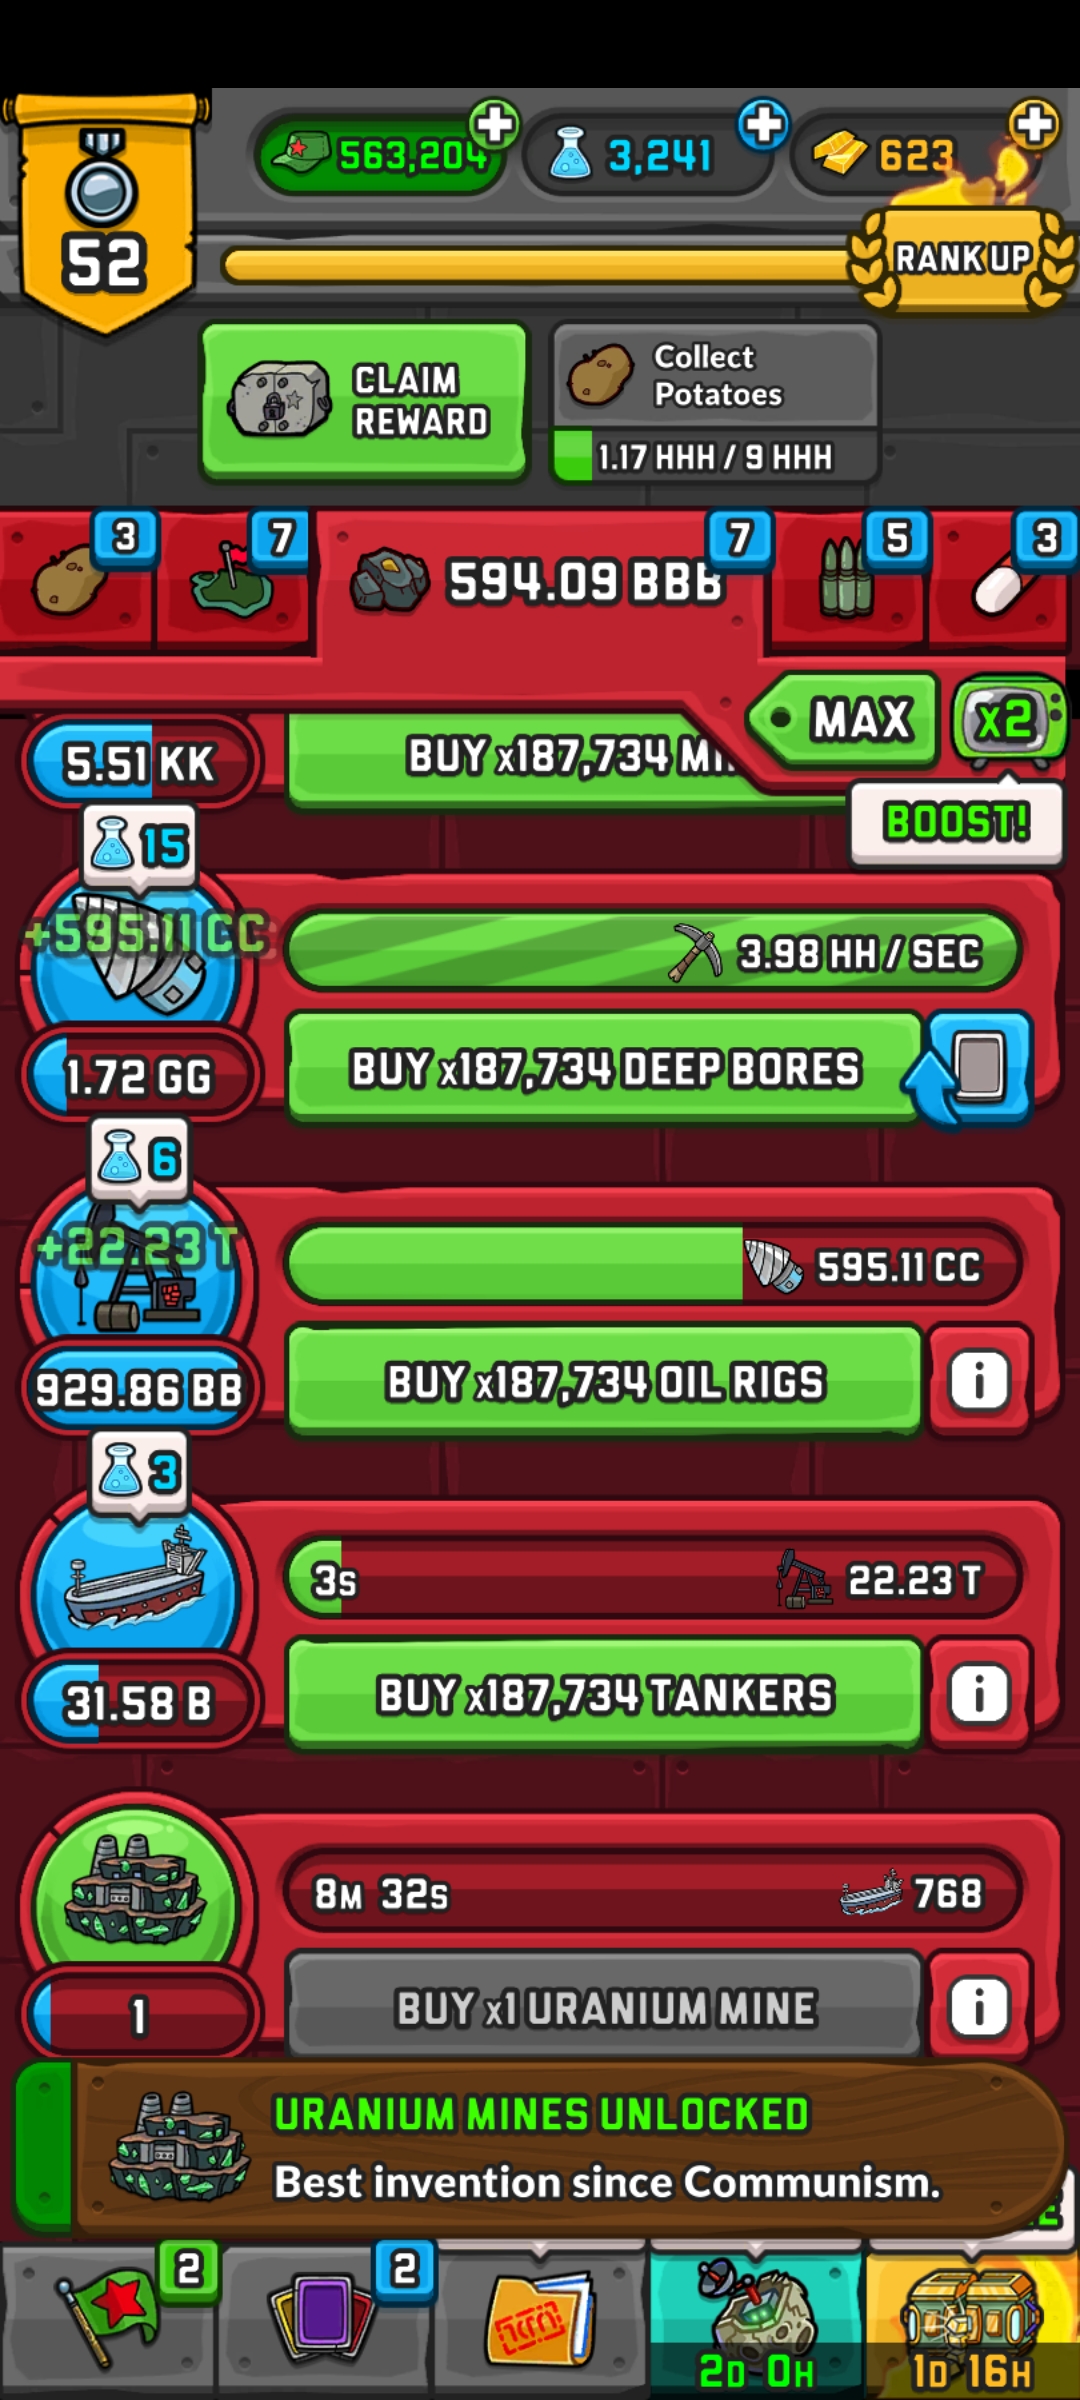 52
563,204
3,241
623
RANK UP
CLAIM
REWARD
Collect
Potatoes
1.17 HHH / 9 HHH
3
7
594.09 BBB
7
5
3
MAX
x2
BOOST!
5.51 KK
BUY x187,734
15
+595.11 CC
3.98 HH / SEC
1.72 GG
BUY x187,734 DEEP BORES
6
+22.23 T
595.11 CC
929.86 BB
BUY x187,734 OIL RIGS
i
3
3s
22.23 T
31.58 B
BUY x187,734 TANKERS
i
8M 32s
768
1
BUY x1 URANIUM MINE
i
URANIUM MINES UNLOCKED
Best invention since Communism.
2
2
2D 0H
1D 16H